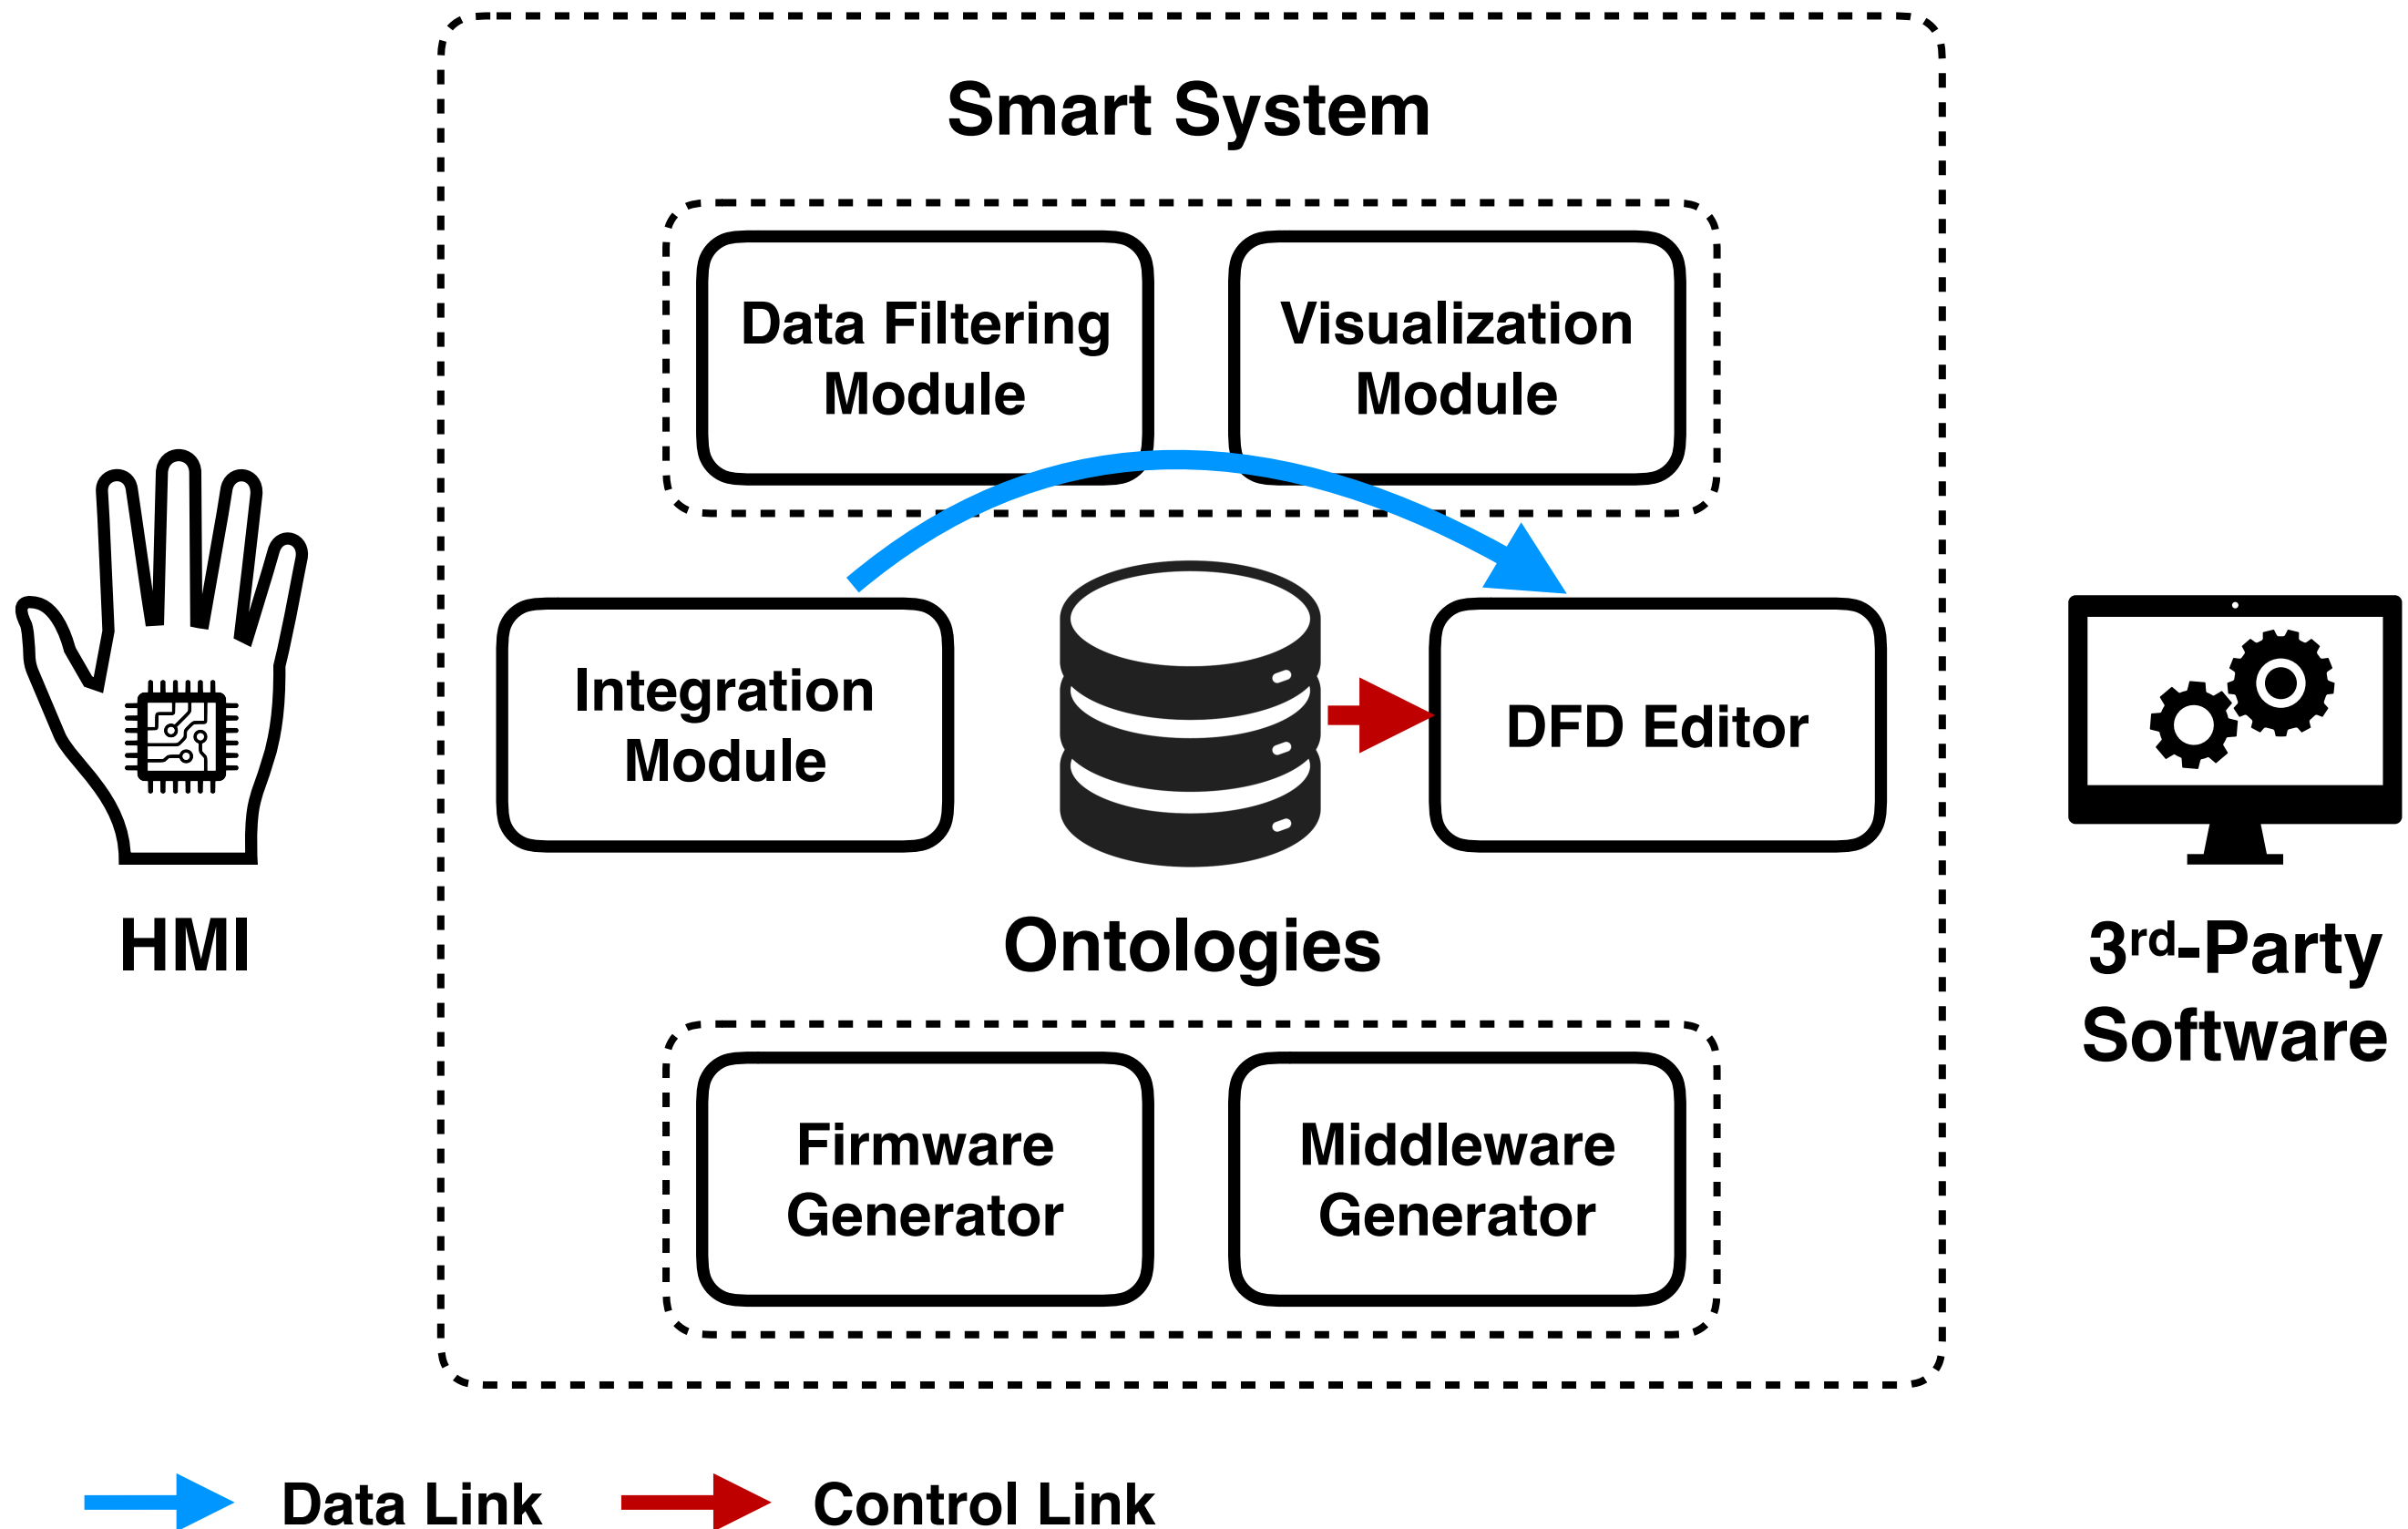 Smart System
Data Filtering
Module
Visualization
Module
Integration
Module
DFD Editor
HMI
Ontologies
3rd-Party
Software
Firmware
Generator
Middleware
Generator
Data Link
Control Link